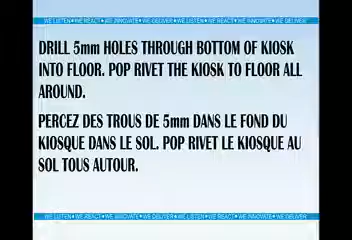 WE LISTEN • WE REACT • WE INNOVATE • WE DELIVER • WE LISTEN • WE REACT • WE INNOVATE • WE DELIVER
DRILL 5mm HOLES THROUGH BOTTOM OF KIOSK
INTO FLOOR. POP RIVET THE KIOSK TO FLOOR ALL
AROUND.
PERCEZ DES TROUS DE 5mm DANS LE FOND DU
KIOSQUE DANS LE SOL. POP RIVET LE KIOSQUE AU
SOL TOUS AUTOUR.
WE LISTEN • WE REACT • WE INNOVATE • WE DELIVER • WE LISTEN • WE REACT • WE INNOVATE • WE DELIVER